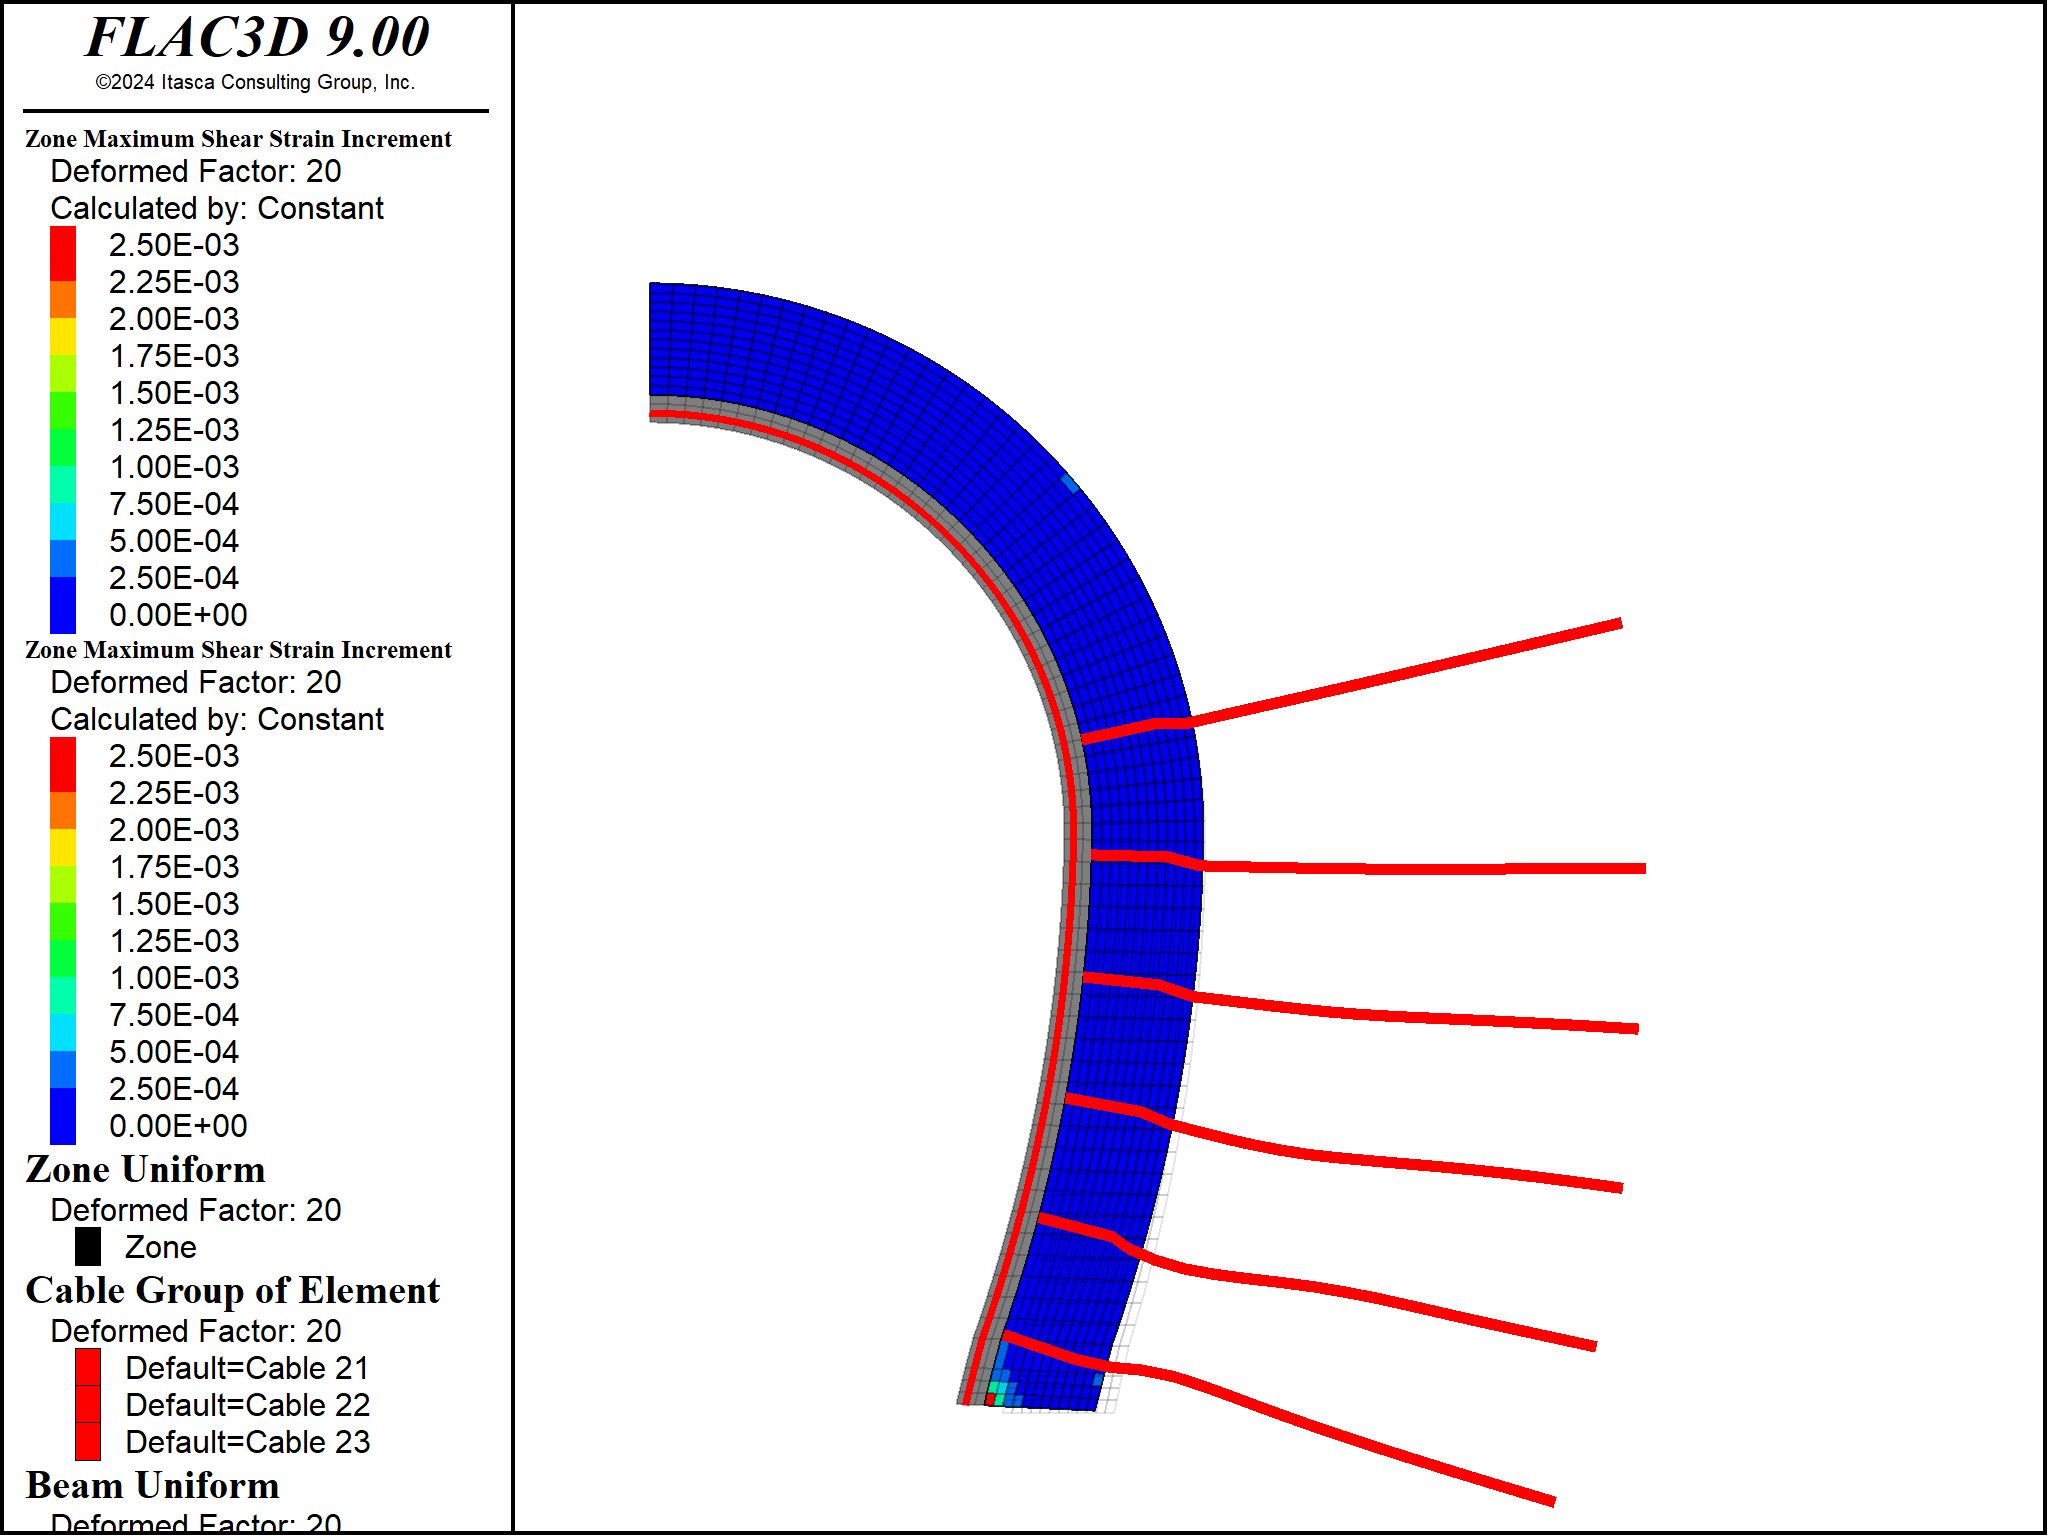 FLAC3D 9.00
©2024 Itasca Consulting Group, Inc.
Zone Maximum Shear Strain Increment
Deformed Factor: 20
Calculated by: Constant
2.50E-03
2.25E-03
2.00E-03
1.75E-03
1.50E-03
1.25E-03
1.00E-03
7.50E-04
5.00E-04
2.50E-04
0.00E+00
Zone Maximum Shear Strain Increment
Deformed Factor: 20
Calculated by: Constant
2.50E-03
2.25E-03
2.00E-03
1.75E-03
1.50E-03
1.25E-03
1.00E-03
7.50E-04
5.00E-04
2.50E-04
0.00E+00
Zone Uniform
Deformed Factor: 20
Zone
Cable Group of Element
Deformed Factor: 20
Default=Cable 21
Default=Cable 22
Default=Cable 23
Beam Uniform
Deformed Factor: 20